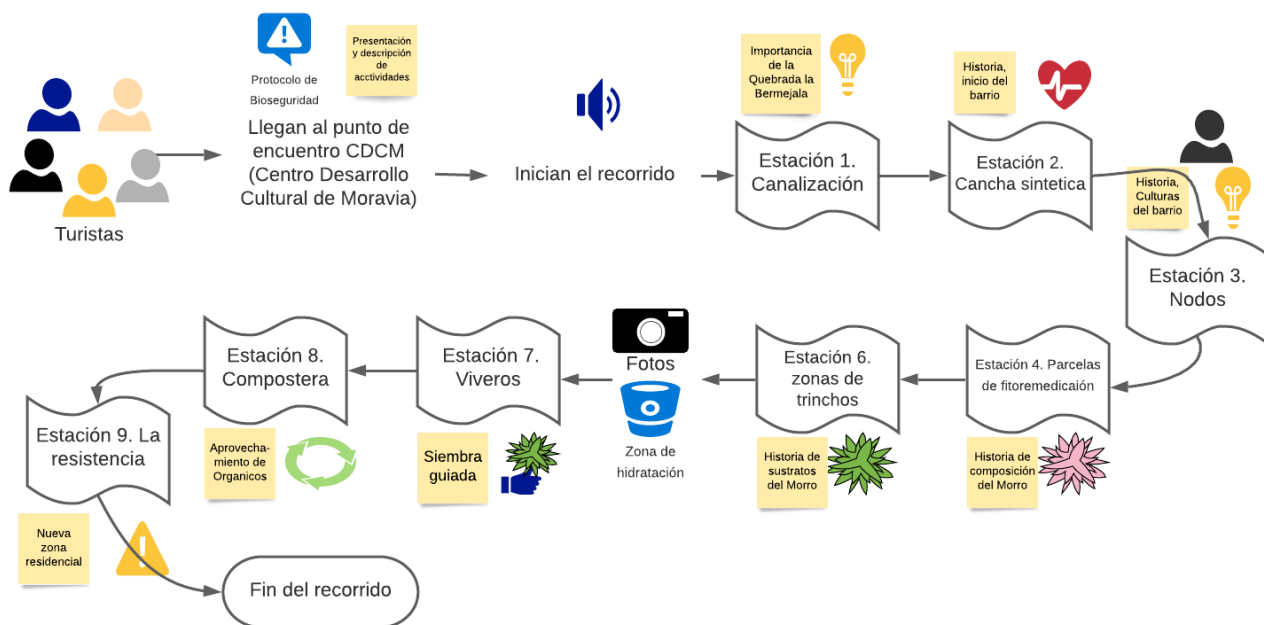 Turistas
Protocolo de
Bioseguridad
Presentación
y descripción
de
acctividades
Llegan al punto de
encuentro CDCM
(Centro Desarrollo
Cultural de Moravia)
Inician el recorrido
Importancia
de la
Quebrada la
Bermejala
Estación 1.
Canalización
Historia,
inicio del
barrio
Estación 2.
Cancha sintetica
Historia,
Culturas
del barrio
Estación 3.
Nodos
Estación 4. Parcelas
de fitoremedicaión
Historia de
composición
del Morro
Estación 6.
zonas de
trinchos
Historia de
sustratos
del Morro
Fotos
Zona de
hidratación
Estación 7.
Viveros
Siembra
guiada
Estación 8.
Compostera
Aprovecha-
miento de
Organicos
Estación 9. La
resistencia
Nueva
zona
residencial
Fin del recorrido